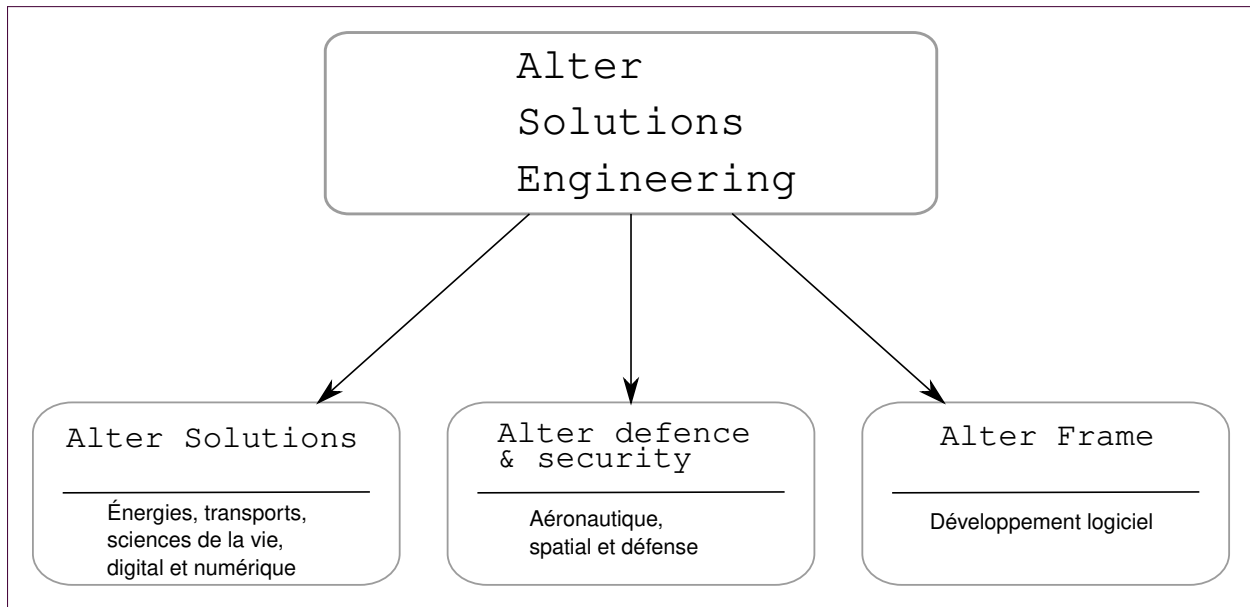 Alter
Solutions
Engineering
Alter Solutions
Énergies, transports,
sciences de la vie,
digital et numérique
Alter defence
& security
Aéronautique,
spatial et défense
Alter Frame
Développement logiciel